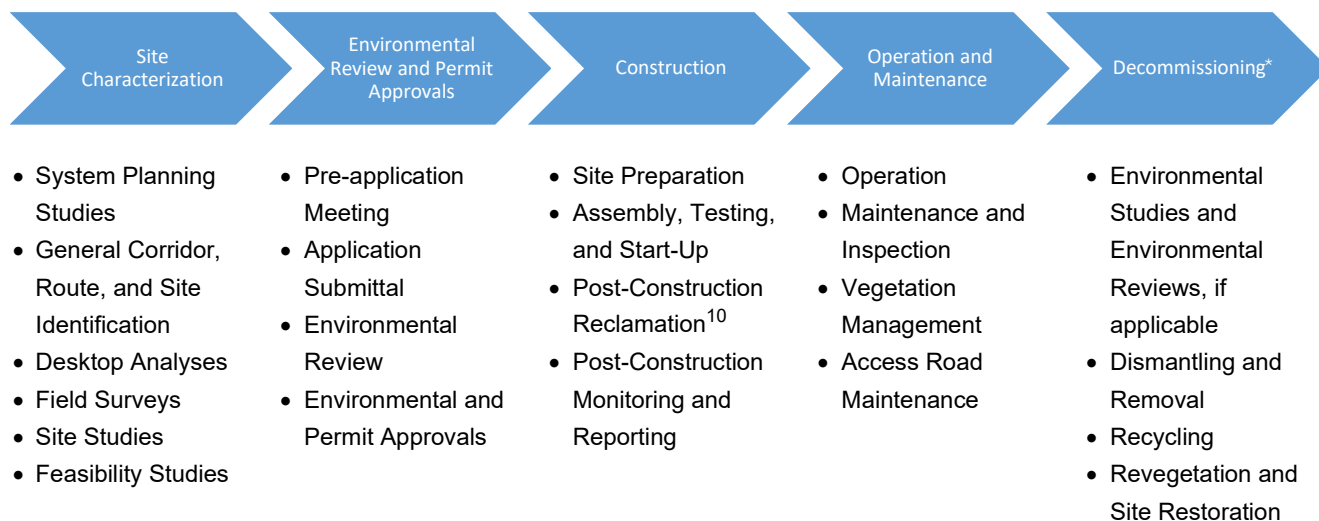 Site
Characterization
Environmental
Review and Permit
Approvals
Construction
Operation and
Maintenance
Decommissioning*
• System Planning
Studies
• General Corridor,
Route, and Site
Identification
• Desktop Analyses
• Field Surveys
• Site Studies
• Feasibility Studies
• Pre-application
Meeting
• Application
Submittal
• Environmental
Review
• Environmental and
Permit Approvals
• Site Preparation
• Assembly, Testing,
and Start-Up
• Post-Construction
Reclamation10
• Post-Construction
Monitoring and
Reporting
• Operation
• Maintenance and
Inspection
• Vegetation
Management
• Access Road
Maintenance
• Environmental
Studies and
Environmental
Reviews, if
applicable
• Dismantling and
Removal
• Recycling
• Revegetation and
Site Restoration